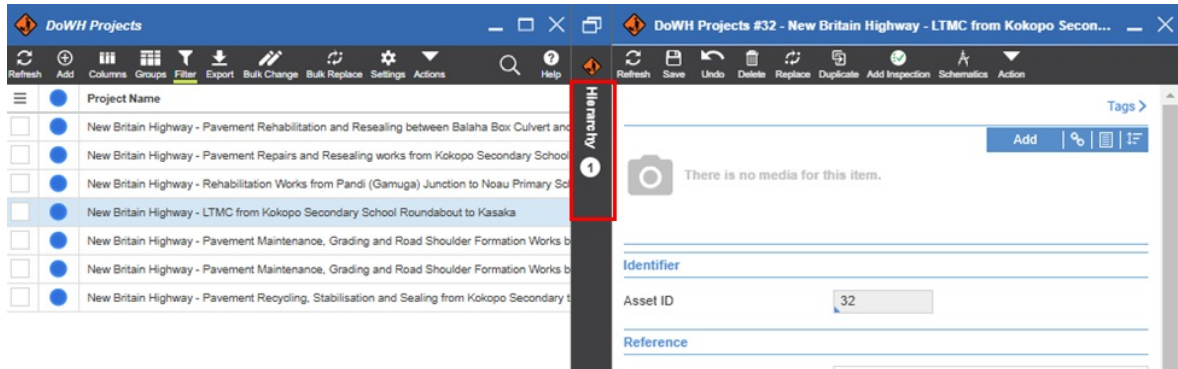 DoWH Projects
Refresh Add Columns Groups Filter Export Bulk Change Bulk Replace Settings Actions Help
Project Name
New Britain Highway - Pavement Rehabilitation and Resealing between Balaha Box Culvert and
New Britain Highway - Pavement Repairs and Resealing works from Kokopo Secondary School
New Britain Highway - Rehabilitation Works from Pandi (Gamuga) Junction to Noau Primary Sc
New Britain Highway - LTMC from Kokopo Secondary School Roundabout to Kasaka
New Britain Highway - Pavement Maintenance, Grading and Road Shoulder Formation Works b
New Britain Highway - Pavement Maintenance, Grading and Road Shoulder Formation Works b
New Britain Highway - Pavement Recycling, Stabilisation and Sealing from Kokopo Secondary t
Hierarchy 1
DoWH Projects #32 - New Britain Highway - LTMC from Kokopo Secon...
Refresh Save Undo Delete Replace Duplicate Add Inspection Schematics Action
Tags >
Add
There is no media for this item.
Identifier
Asset ID 32
Reference